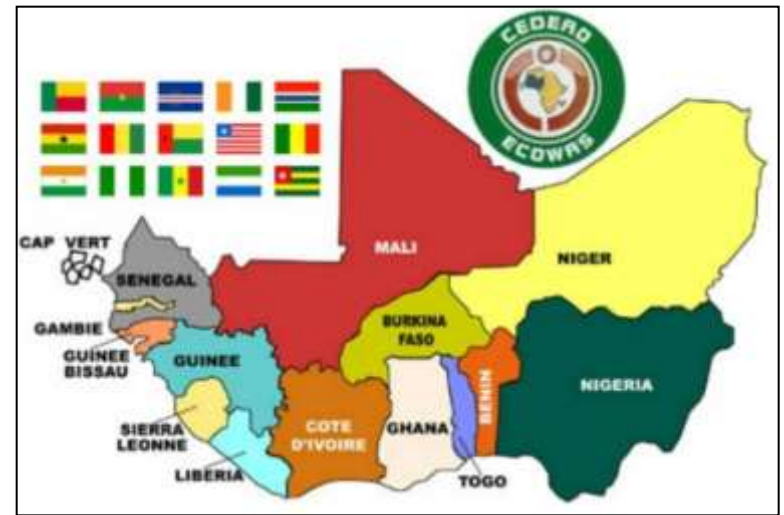 CEDEAO
ECOWAS
CAP VERT
MALI
SENEGAL
NIGER
GAMBIE
BURKINA
FASO
GUINEE
BISSAU
GUINEE
NIGERIA
BENIN
SIERRA
LEONNE
COTE
D'IVOIRE
GHANA
LIBERIA
TOGO